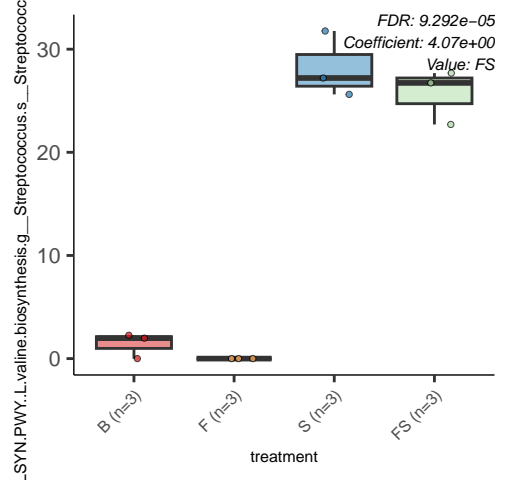 FDR: 9.292e−05
Coefficient: 4.07e+00
Value: FS
30
20
10
0
LSYN.PWY..L.valine.biosynthesis.g__Streptococcus.s__Streptococc
B (n=3)
F (n=3)
S (n=3)
FS (n=3)
treatment